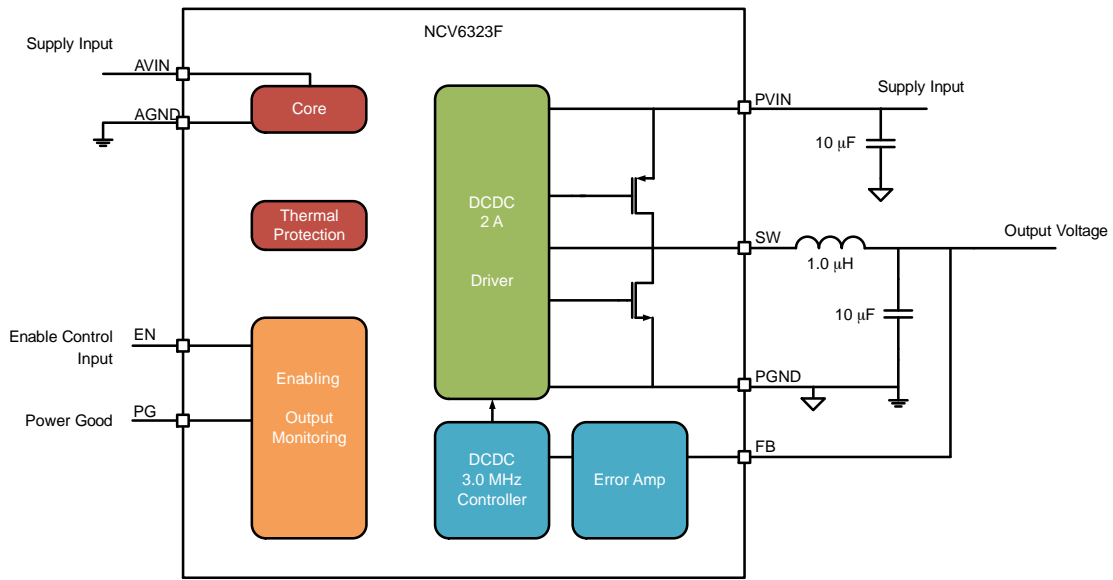 NCV6323F
Supply Input
AVIN
AGND
Core
Thermal
Protection
Enable Control
Input
EN
Power Good
PG
Enabling
Output
Monitoring
DCDC
2 A
Driver
DCDC
3.0 MHz
Controller
Error Amp
PVIN
Supply Input
10 μF
SW
1.0 μH
Output Voltage
10 μF
PGND
FB